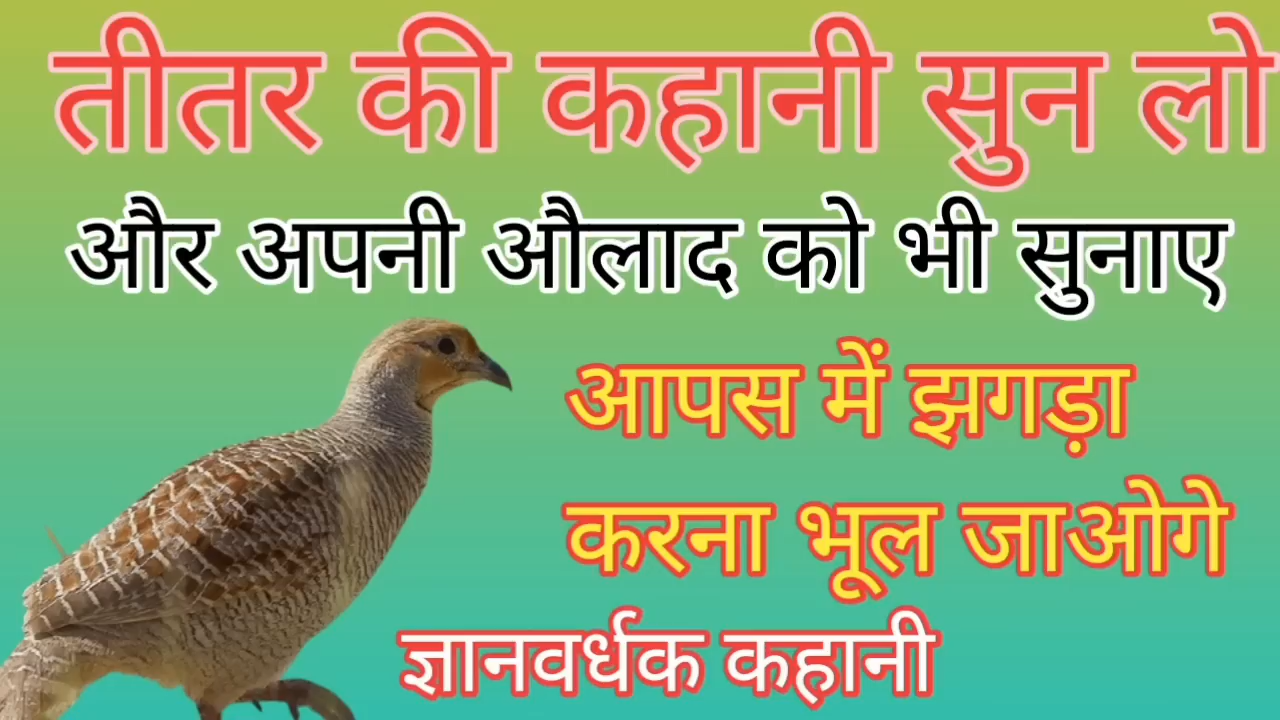 तीतर की कहानी सुन लो
और अपनी औलाद को भी सुनाए
आपस में झगड़ा
करना भूल जाओगे
ज्ञानवर्धक कहानी